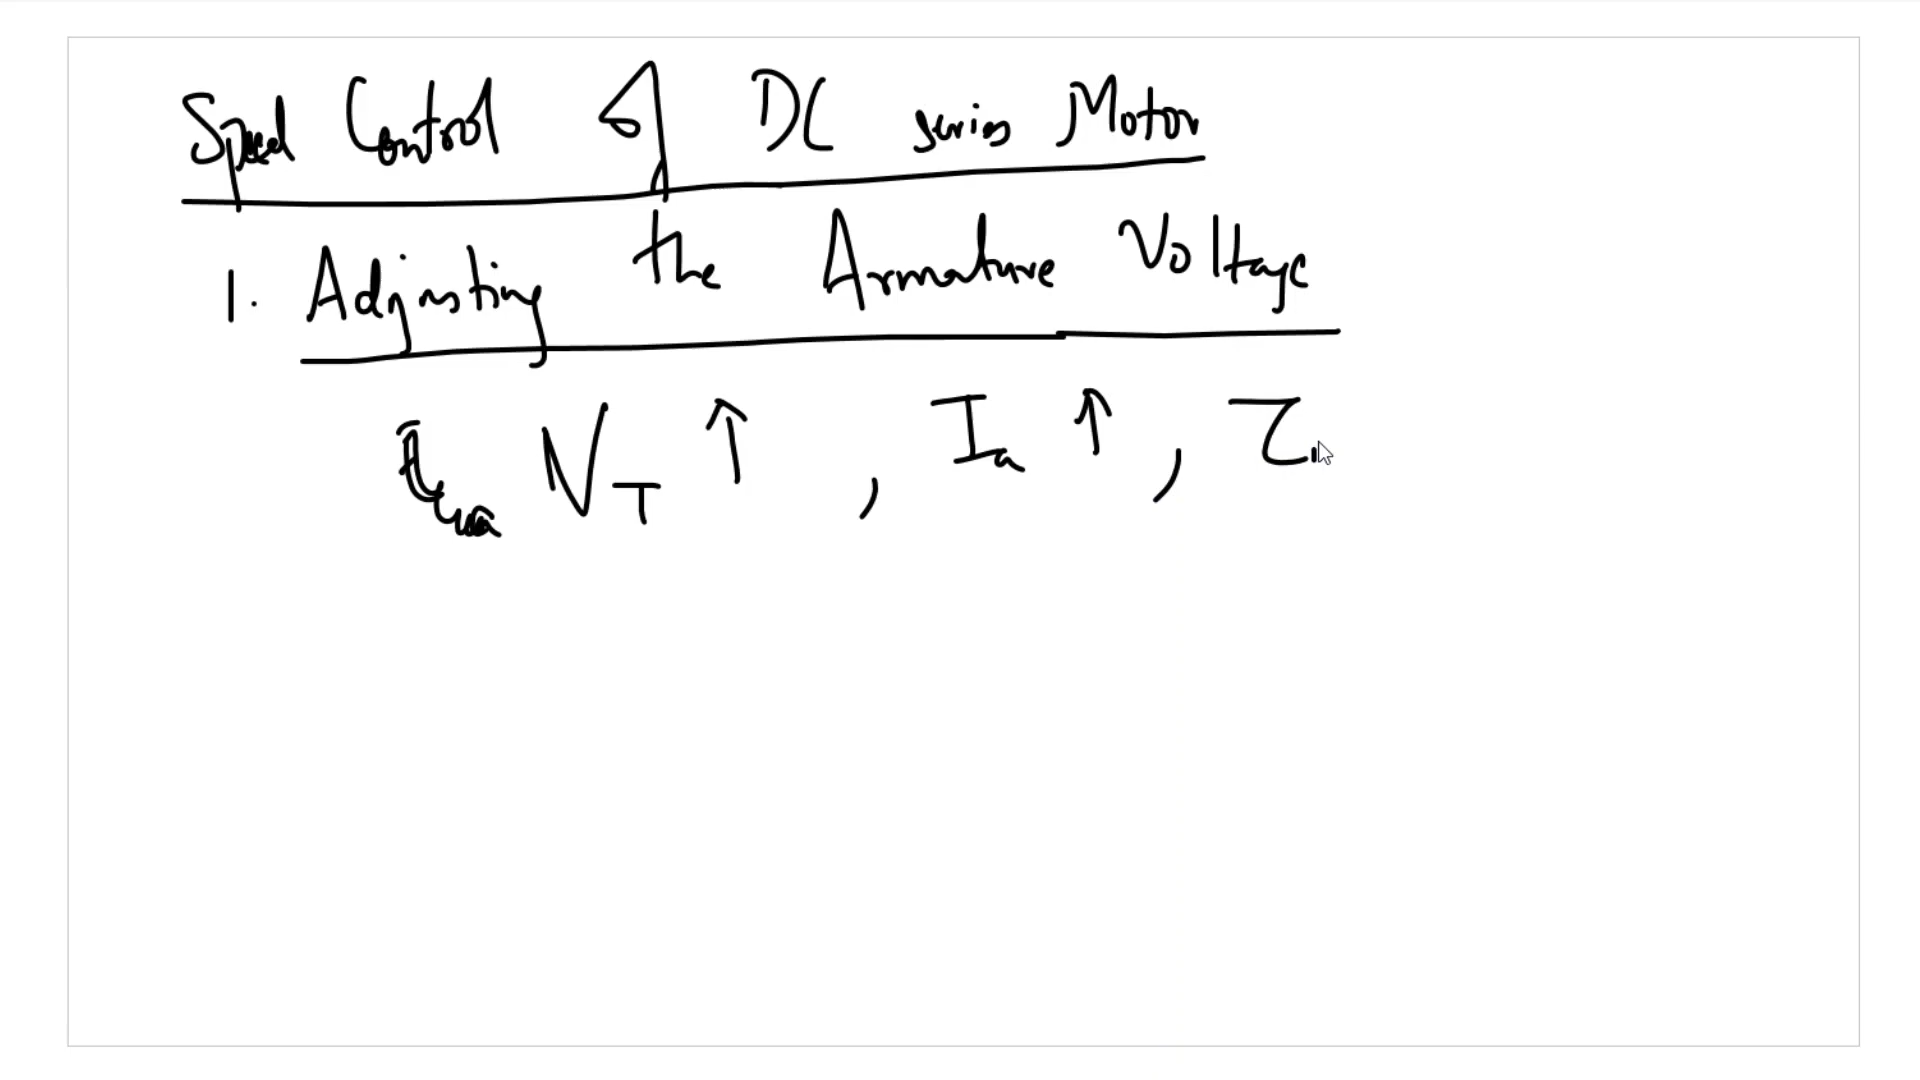 Speed Control of DC series Motor
1. Adjusting the Armature Voltage
V_T ↑ , I_a ↑ , τ